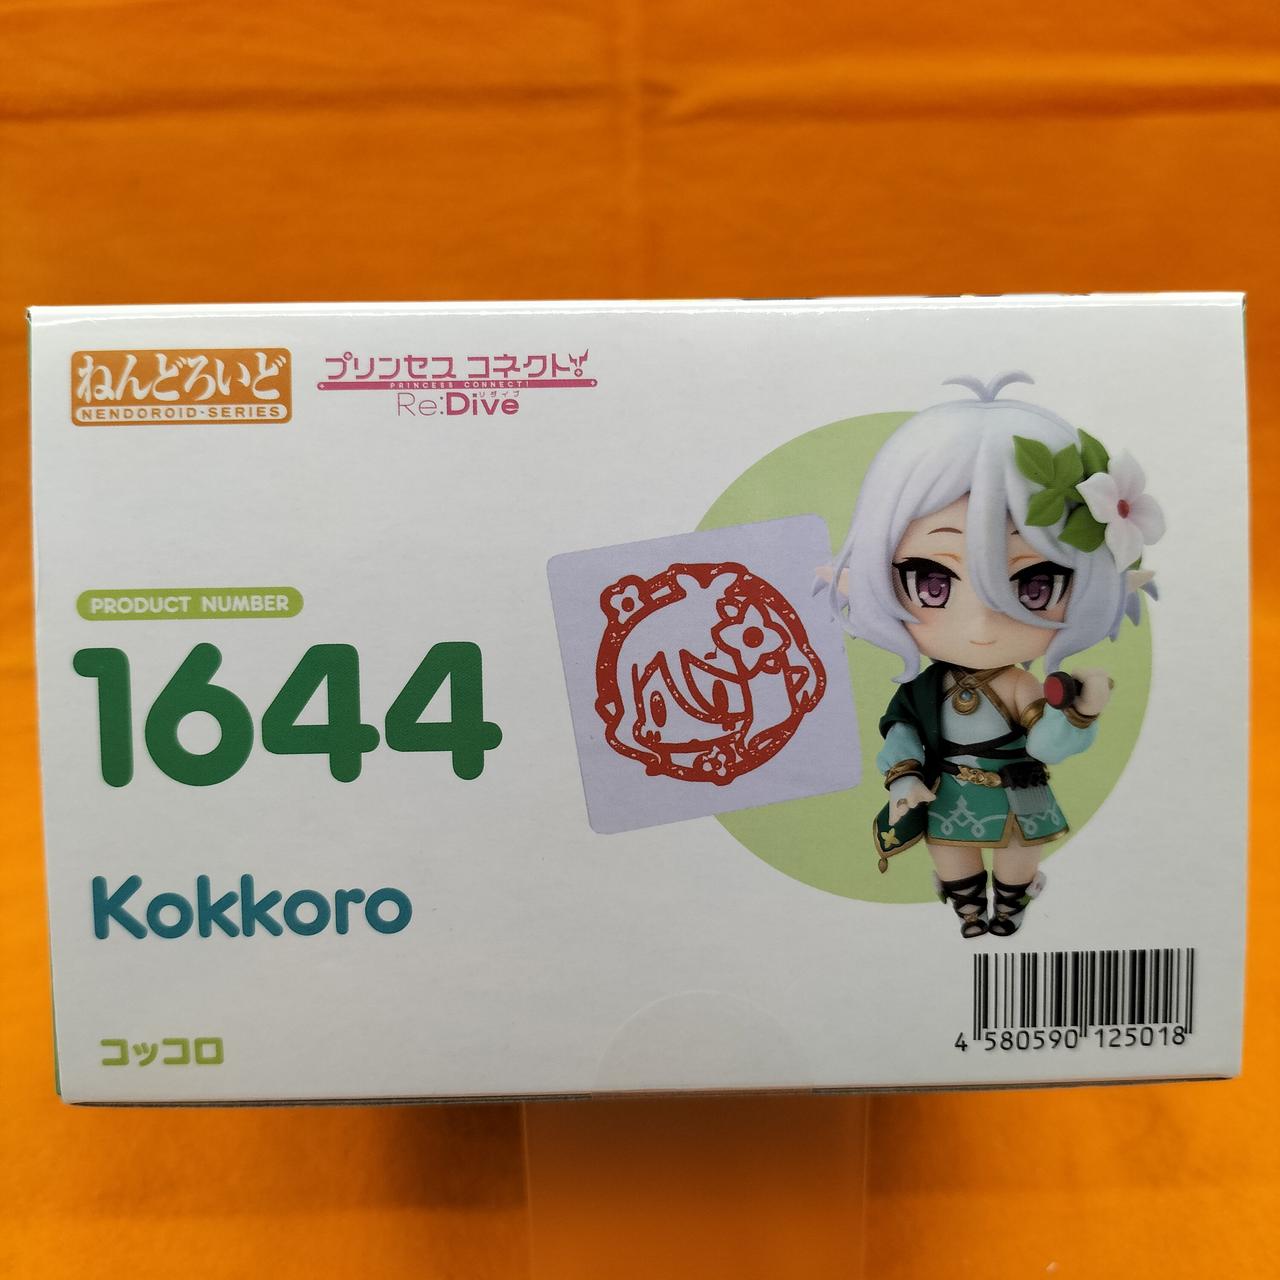 ねんどろいど
NENDOROID·SERIES
プリンセス コネクト!
PRINCESS CONNECT!
リダイブ
Re:Dive
PRODUCT NUMBER
1644
Kokkoro
コッコロ
4 580590 125018